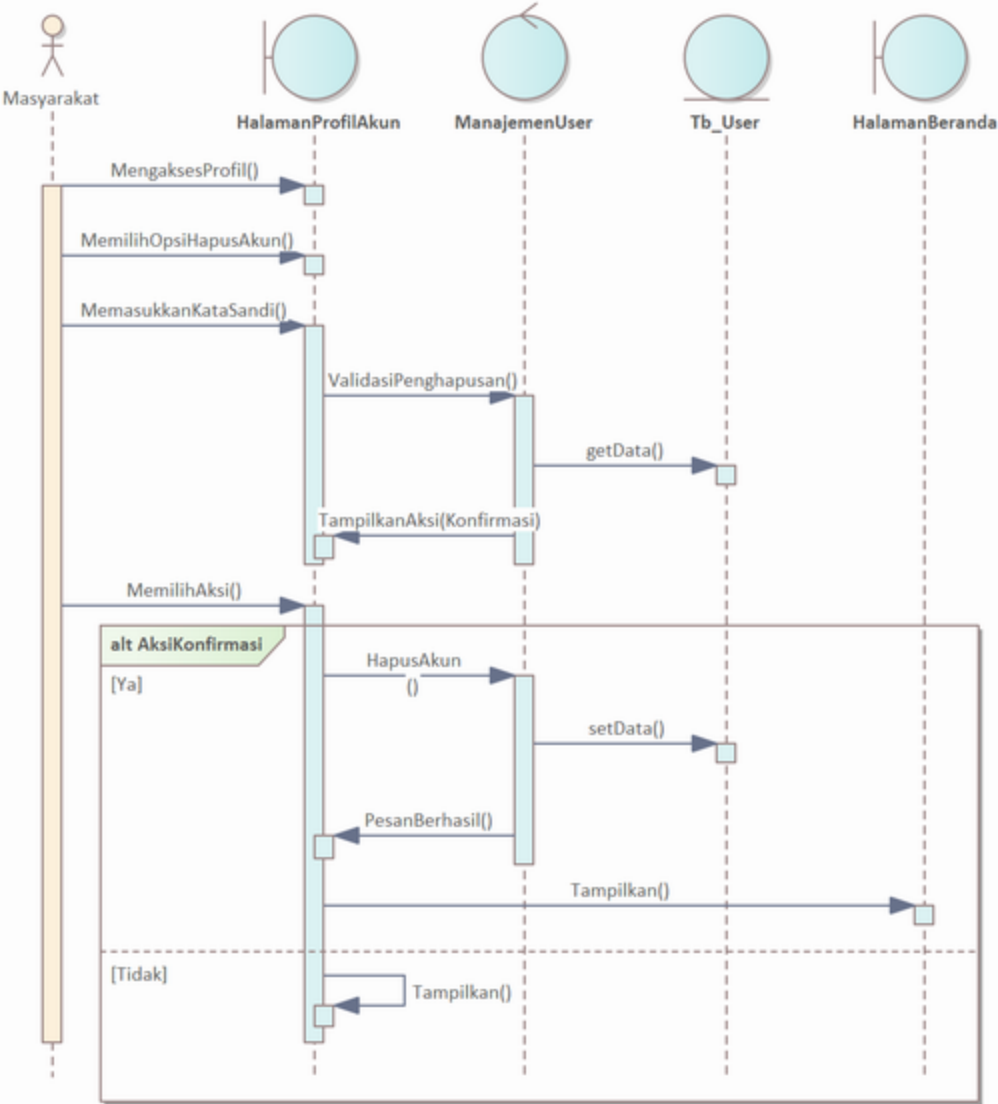 Masyarakat
HalamanProfilAkun
ManajemenUser
Tb_User
HalamanBeranda
MengaksesProfil()
MemilihOpsiHapusAkun()
MemasukkanKataSandi()
ValidasiPenghapusan()
getData()
TampilkanAksi(Konfirmasi)
MemilihAksi()
alt AksiKonfirmasi
[Ya]
HapusAkun
()
setData()
PesanBerhasil()
Tampilkan()
[Tidak]
Tampilkan()